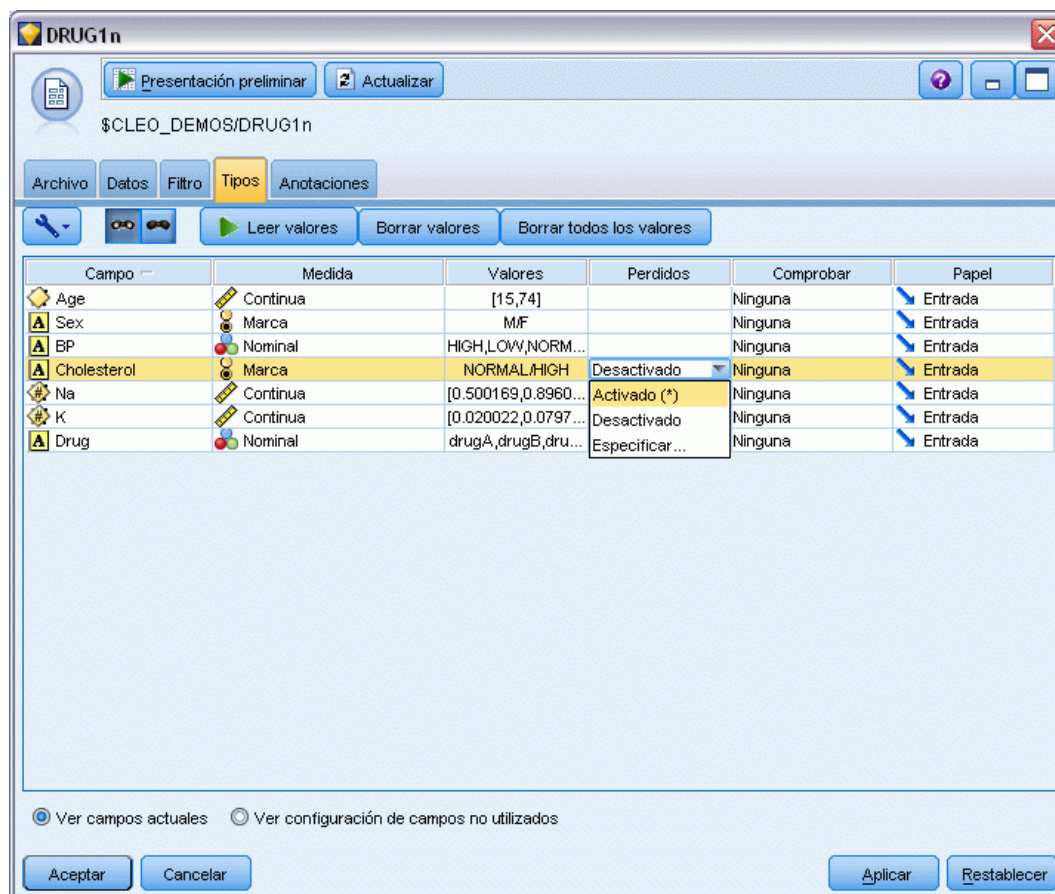 DRUG1n
Presentación preliminar Actualizar
$CLEO_DEMOS/DRUG1n
Archivo Datos Filtro Tipos Anotaciones
Leer valores Borrar valores Borrar todos los valores
Campo Medida Valores Perdidos Comprobar Papel
Age Continua [15,74] Ninguna Entrada
A Sex Marca M/F Ninguna Entrada
A BP Nominal HIGH,LOW,NORM... Ninguna Entrada
A Cholesterol Marca NORMAL/HIGH Desactivado Ninguna Entrada
# Na Continua [0.500169,0.8960... Activado (*) Ninguna Entrada
# K Continua [0.020022,0.0797... Desactivado Ninguna Entrada
A Drug Nominal drugA,drugB,dru... Especificar... Ninguna Entrada
Ver campos actuales Ver configuración de campos no utilizados
Aceptar Cancelar Aplicar Restablecer